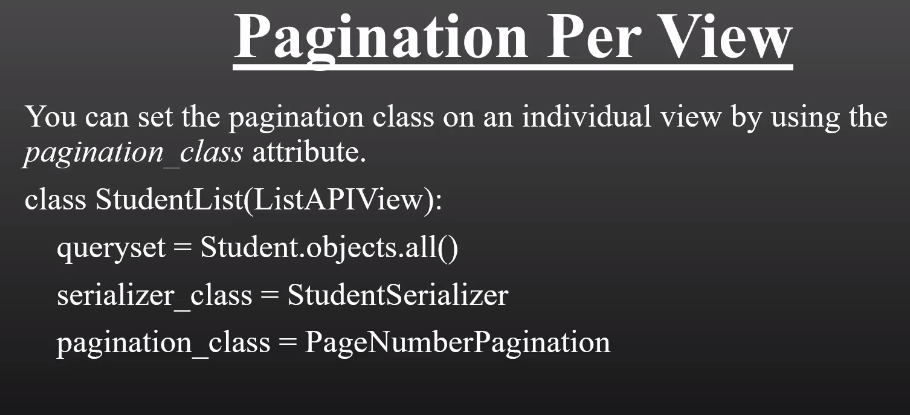 Pagination Per View
You can set the pagination class on an individual view by using the
pagination_class attribute.
class StudentList(ListAPIView):
queryset = Student.objects.all()
serializer_class = StudentSerializer
pagination_class = PageNumberPagination